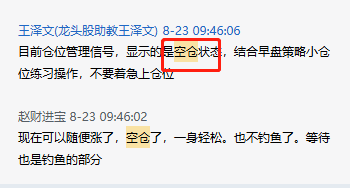 王泽文(龙头股助教王泽文) 8-23 09:46:06
目前仓位管理信号，显示的是空仓状态，结合早盘策略小仓
位练习操作，不要着急上仓位
赵财进宝 8-23 09:46:02
现在可以随便涨了，空仓了，一身轻松。也不钓鱼了。等待
也是钓鱼的部分